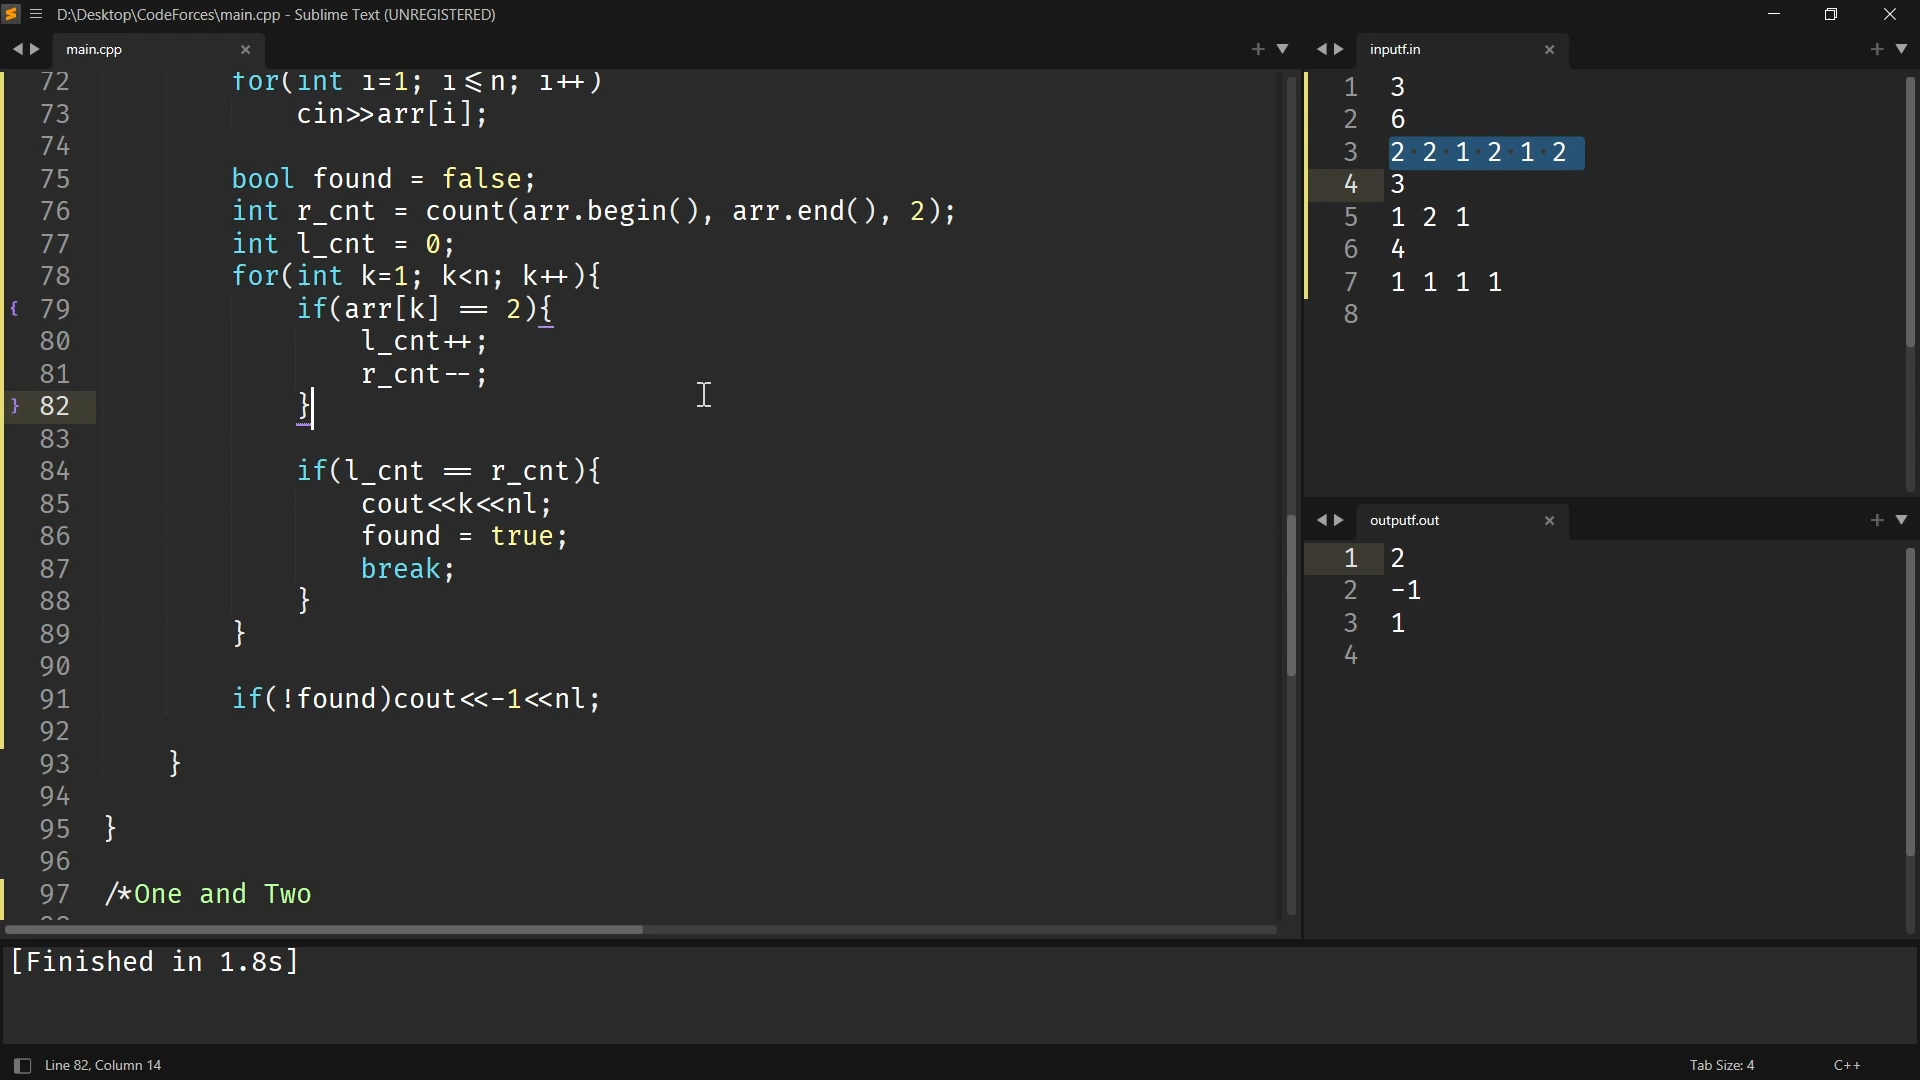 D:\Desktop\CodeForces\main.cpp - Sublime Text (UNREGISTERED)
main.cpp
72 for(int i=1; i<=n; i++)
73 cin>>arr[i];
74
75 bool found = false;
76 int r_cnt = count(arr.begin(), arr.end(), 2);
77 int l_cnt = 0;
78 for(int k=1; k<n; k++){
{ 79 if(arr[k] == 2){
80 l_cnt++;
81 r_cnt--;
} 82 }
83
84 if(l_cnt == r_cnt){
85 cout<<k<<nl;
86 found = true;
87 break;
88 }
89 }
90
91 if(!found)cout<<-1<<nl;
92
93 }
94
95 }
96
97 /*One and Two
inputf.in
1 3
2 6
3 2 2 1 2 1 2
4 3
5 1 2 1
6 4
7 1 1 1 1
8
outputf.out
1 2
2 -1
3 1
4
[Finished in 1.8s]
Line 82, Column 14
Tab Size: 4
C++